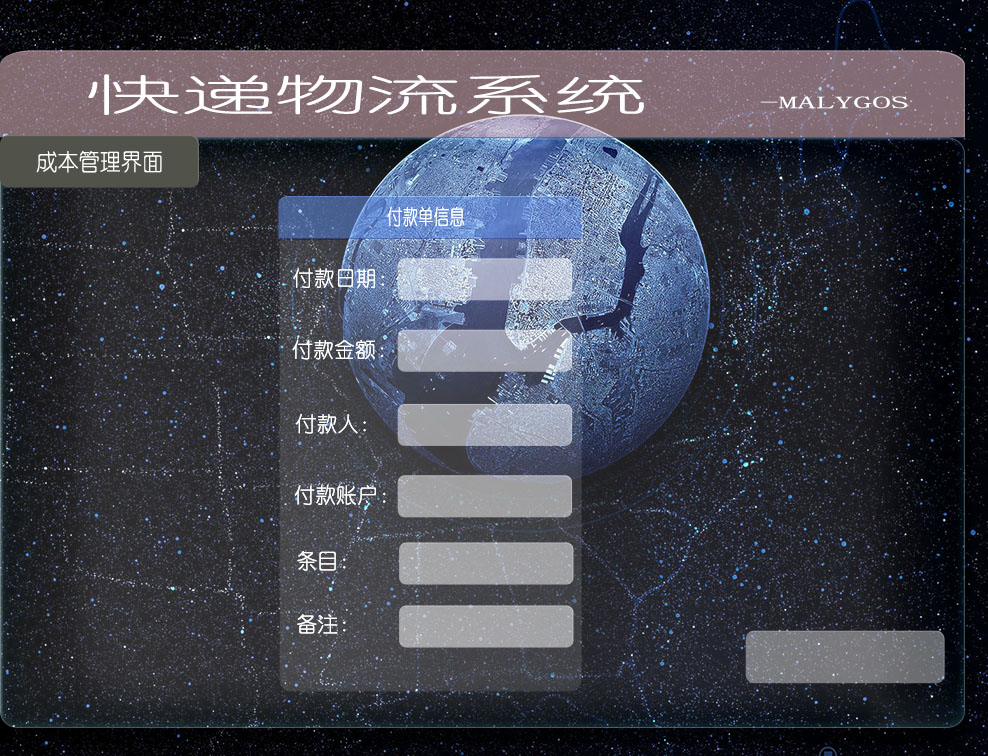 快递物流系统
—MALYGOS
成本管理界面
付款单信息
付款日期：
付款金额：
付款人：
付款账户：
条目：
备注：